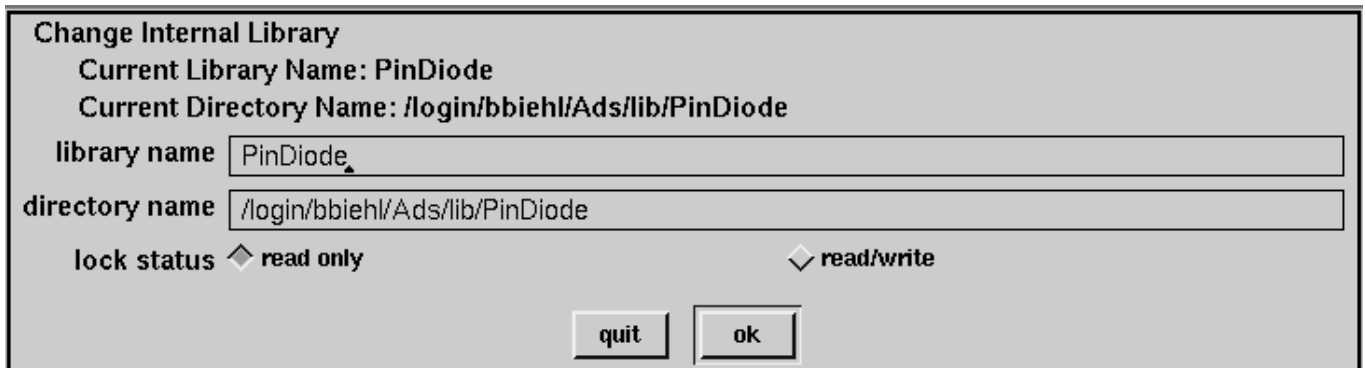 Change Internal Library
Current Library Name: PinDiode
Current Directory Name: /login/bbiehl/Ads/lib/PinDiode
library name PinDiode
directory name /login/bbiehl/Ads/lib/PinDiode
lock status read only read/write
quit ok